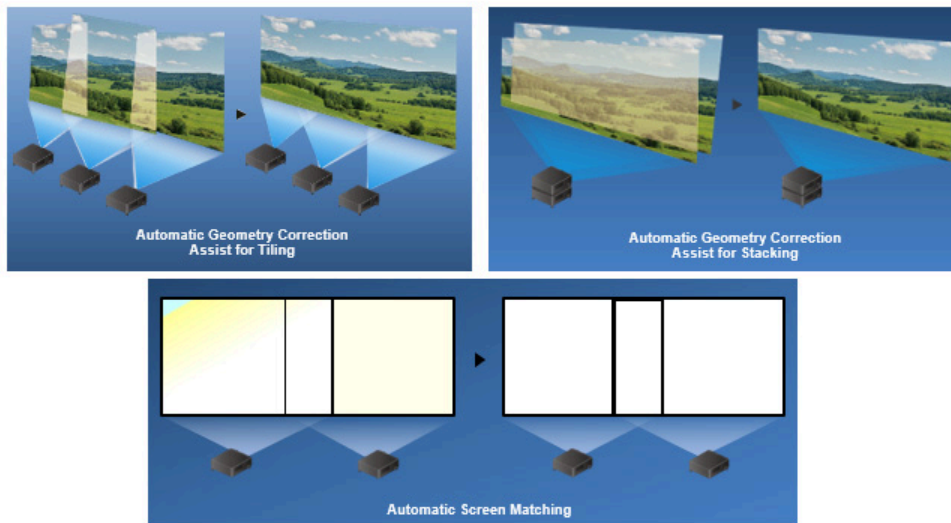 Automatic Geometry Correction
Assist for Tiling
Automatic Geometry Correction
Assist for Stacking
Automatic Screen Matching